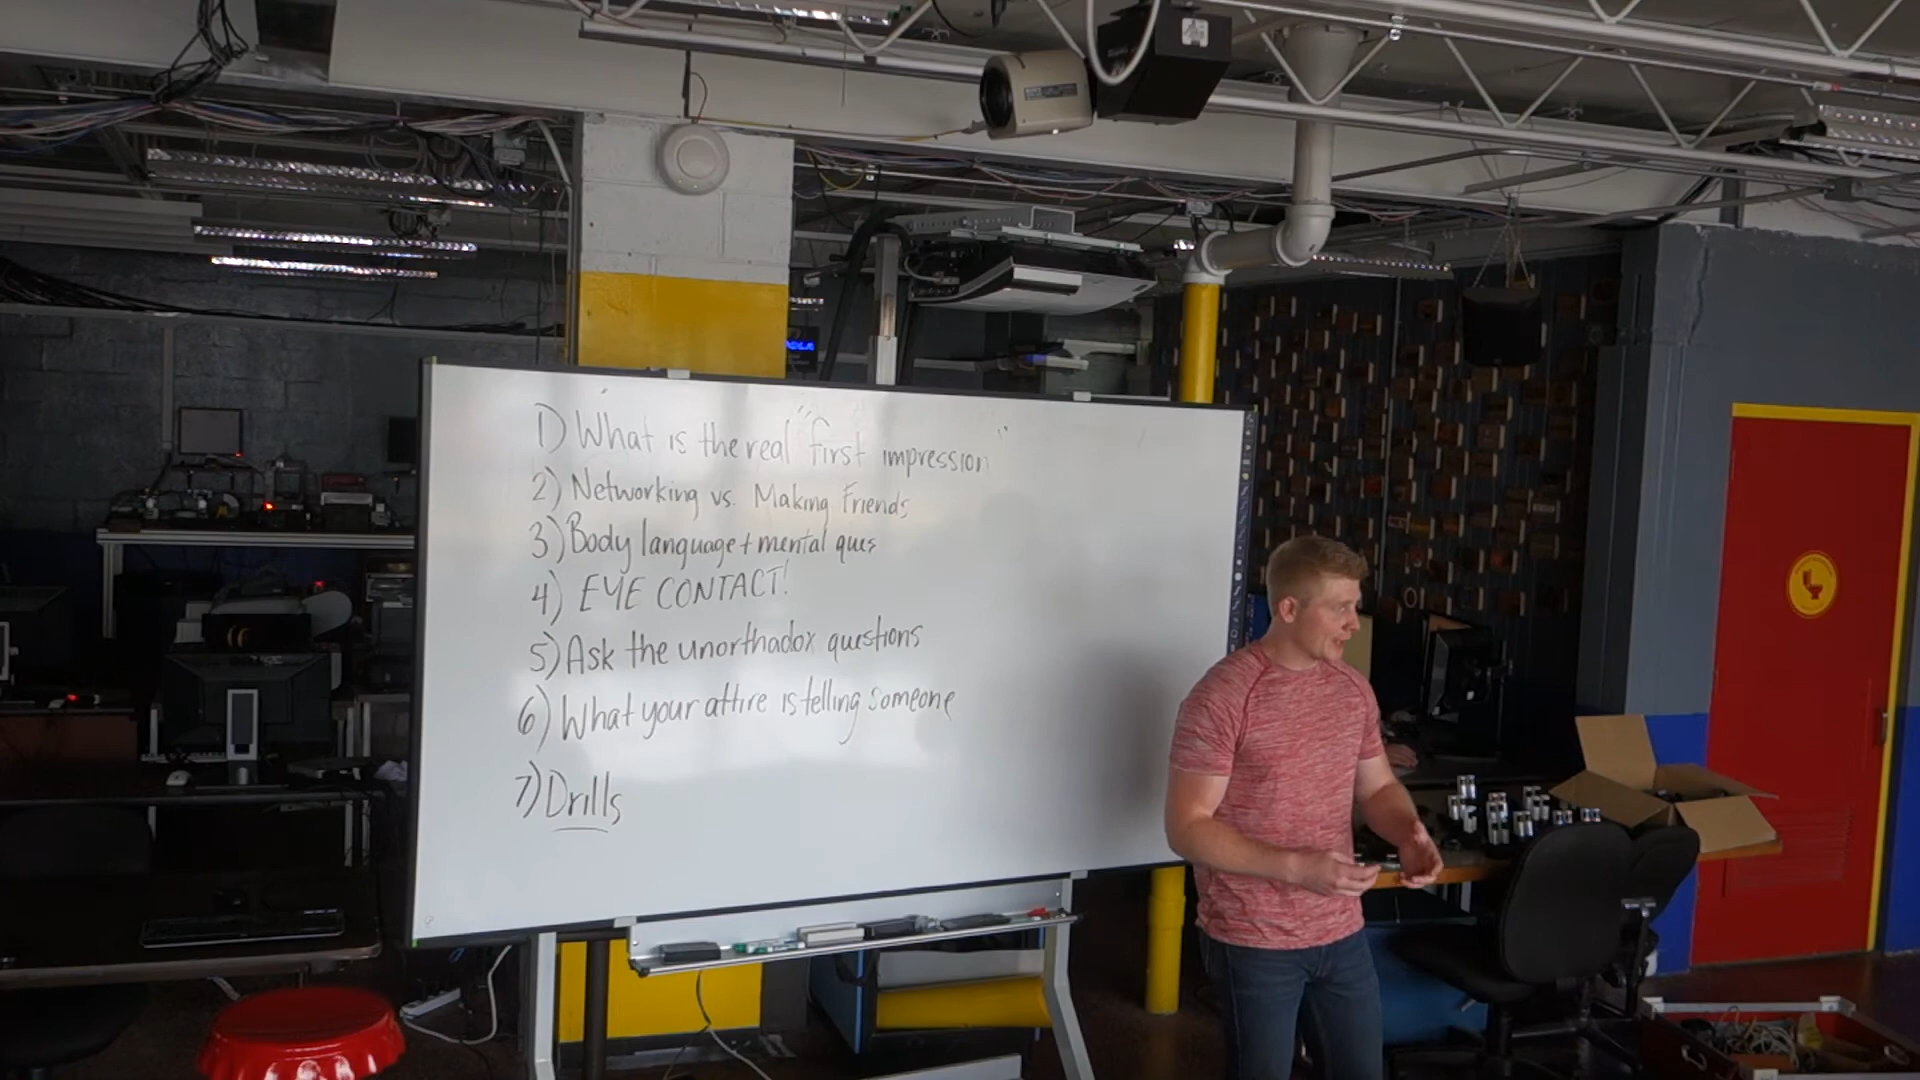 1) What is the real "first impression"
2) Networking vs. Making Friends
3) Body language + mental ques
4) EYE CONTACT!
5) Ask the unorthadox questions
6) What your attire is telling someone
7) Drills